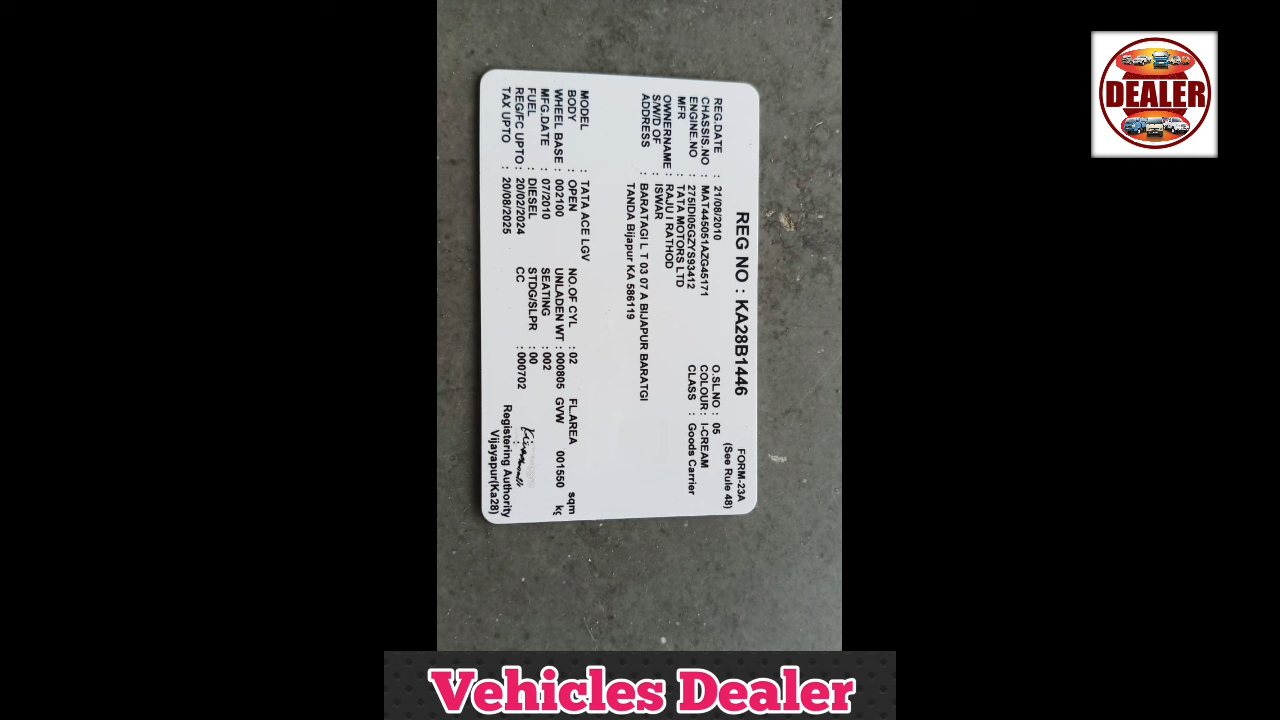 REG NO : KA28B1446
FORM-23A
(See Rule 48)
REG.DATE : 21/08/2010 O.SL.NO : 05
CHASSIS.NO : MAT445051AZG45171 COLOUR : I-CREAM
ENGINE.NO : 275IDI05GZYS93412 CLASS : Goods Carrier
MFR : TATA MOTORS LTD
OWNERNAME : RAJU I RATHOD
S/W/D OF : ISWAR
ADDRESS : BARATAGI L T 03 07 A BIJAPUR BARATGI
TANDA Bijapur KA 586119
MODEL : TATA ACE LGV
BODY : OPEN NO.OF CYL : 02 FL.AREA sqm
WHEEL BASE : 002100 UNLADEN WT : 000805 GVW 001550 kg
MFG.DATE : 07/2010 SEATING : 002
FUEL : DIESEL STDG/SLPR : 00
REG/FC UPTO : 20/02/2024 CC : 000702
TAX UPTO : 20/08/2025
Registering Authority
Vijayapur(Ka28)
DEALER
Vehicles Dealer